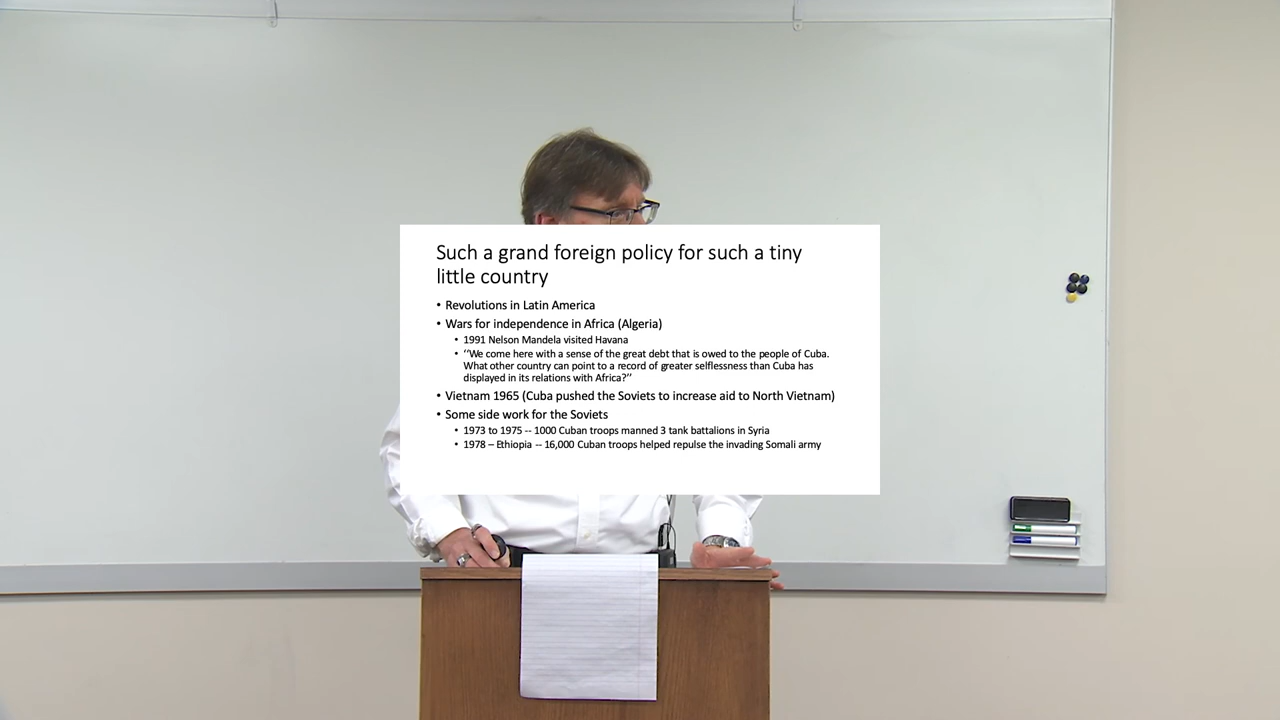 Such a grand foreign policy for such a tiny
little country
• Revolutions in Latin America
• Wars for independence in Africa (Algeria)
• 1991 Nelson Mandela visited Havana
• ‘‘We come here with a sense of the great debt that is owed to the people of Cuba.
What other country can point to a record of greater selflessness than Cuba has
displayed in its relations with Africa?’’
• Vietnam 1965 (Cuba pushed the Soviets to increase aid to North Vietnam)
• Some side work for the Soviets
• 1973 to 1975 -- 1000 Cuban troops manned 3 tank battalions in Syria
• 1978 – Ethiopia -- 16,000 Cuban troops helped repulse the invading Somali army